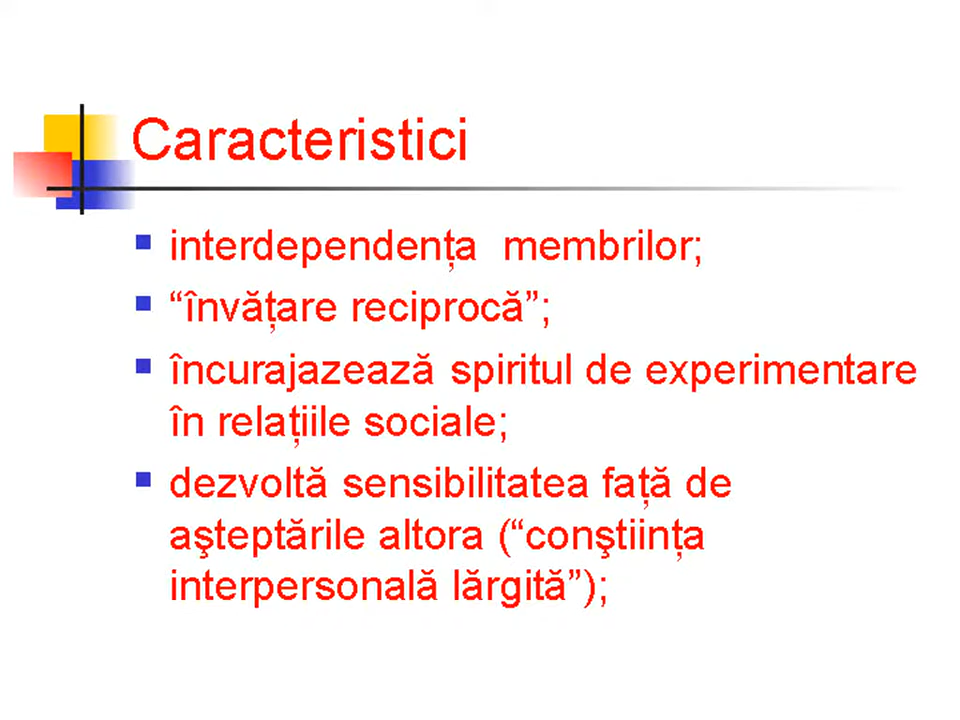 Caracteristici
interdependența  membrilor;
“învățare reciprocă”;
încurajazează spiritul de experimentare
în relațiile sociale;
dezvoltă sensibilitatea față de
aşteptările altora (“conştiința
interpersonală lărgită”);